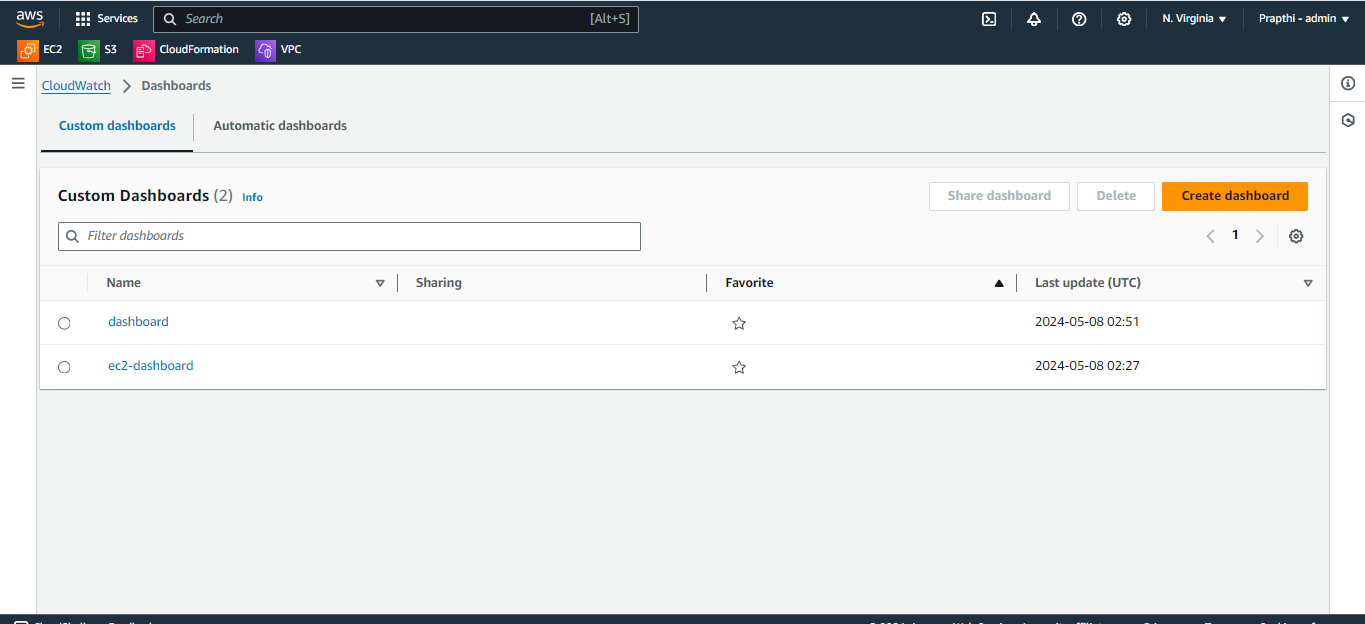 aws Services Search [Alt+S] N. Virginia Prapthi - admin
EC2 S3 CloudFormation VPC
CloudWatch Dashboards
Custom dashboards Automatic dashboards
Custom Dashboards (2) Info Share dashboard Delete Create dashboard
Filter dashboards 1
Name Sharing Favorite Last update (UTC)
dashboard 2024-05-08 02:51
ec2-dashboard 2024-05-08 02:27